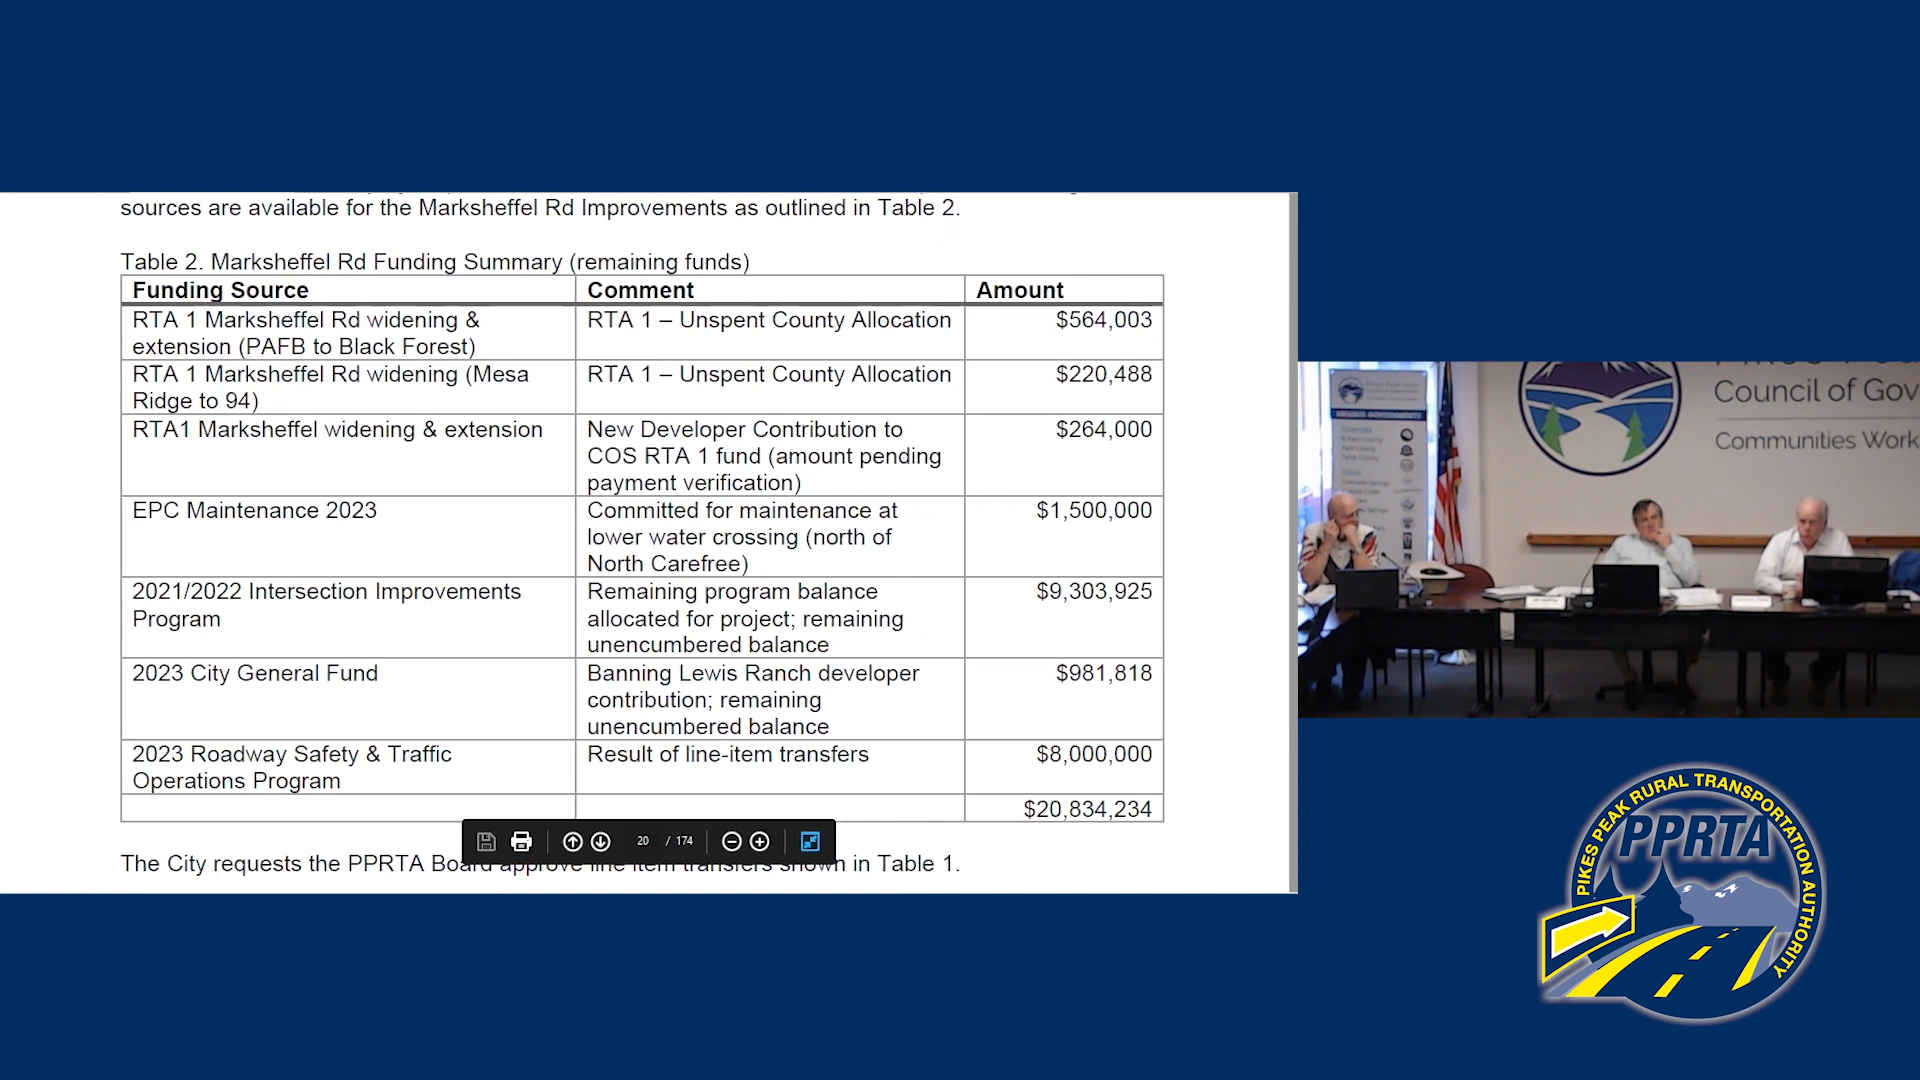 sources are available for the Marksheffel Rd Improvements as outlined in Table 2.
Table 2. Marksheffel Rd Funding Summary (remaining funds)
Funding Source Comment Amount
RTA 1 Marksheffel Rd widening & extension (PAFB to Black Forest) RTA 1 – Unspent County Allocation $564,003
RTA 1 Marksheffel Rd widening (Mesa Ridge to 94) RTA 1 – Unspent County Allocation $220,488
RTA1 Marksheffel widening & extension New Developer Contribution to COS RTA 1 fund (amount pending payment verification) $264,000
EPC Maintenance 2023 Committed for maintenance at lower water crossing (north of North Carefree) $1,500,000
2021/2022 Intersection Improvements Program Remaining program balance allocated for project; remaining unencumbered balance $9,303,925
2023 City General Fund Banning Lewis Ranch developer contribution; remaining unencumbered balance $981,818
2023 Roadway Safety & Traffic Operations Program Result of line-item transfers $8,000,000
$20,834,234
20 / 174
The City requests the PPRTA Board approve line item transfers shown in Table 1.
Council of Gov
Communities Work
PIKES PEAK RURAL TRANSPORTATION AUTHORITY
PPRTA